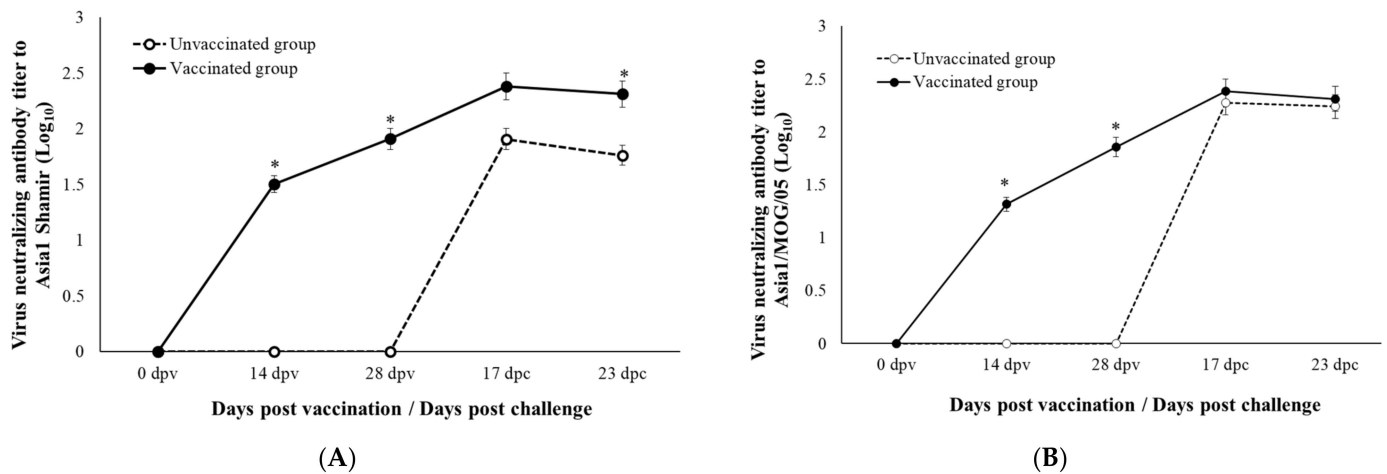 Virus neutralizing antibody titer to
Asia1 Shamir (Log10)
3
2.5
2
1.5
1
0.5
0
Unvaccinated group
Vaccinated group
*
*
*
0 dpv 14 dpv 28 dpv 17 dpc 23 dpc
Days post vaccination / Days post challenge
(A)
Virus neutralizing antibody titer to
Asia1/MOG/05 (Log10)
3
2.5
2
1.5
1
0.5
0
Unvaccinated group
Vaccinated group
*
*
0 dpv 14 dpv 28 dpv 17 dpc 23 dpc
Days post vaccination / Days post challenge
(B)